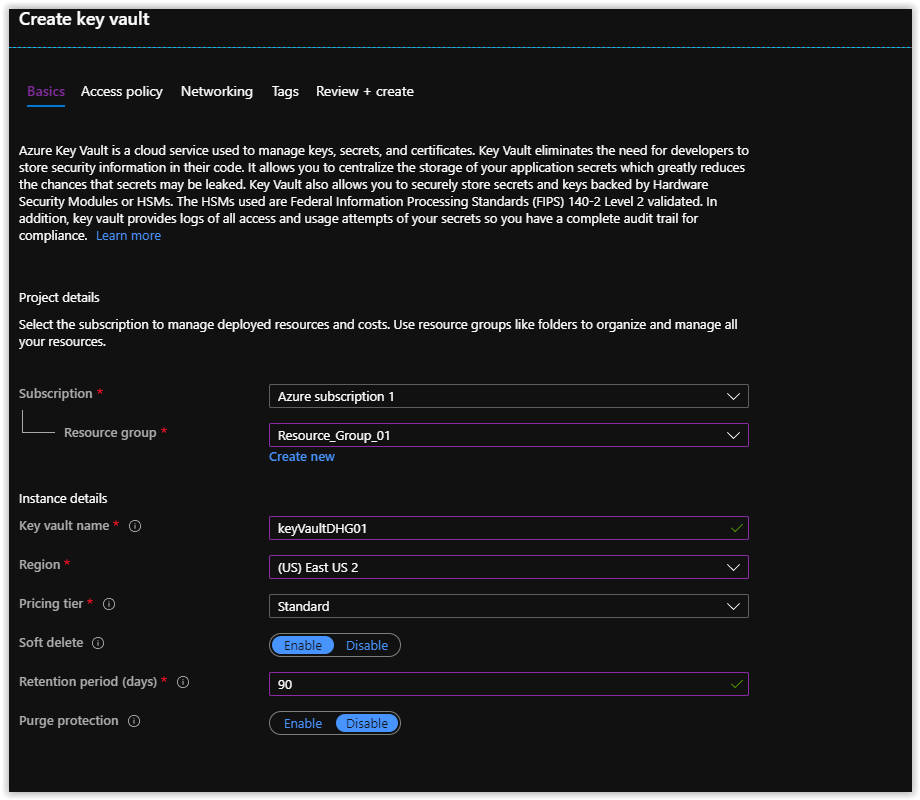 Create key vault
Basics Access policy Networking Tags Review + create
Azure Key Vault is a cloud service used to manage keys, secrets, and certificates. Key Vault eliminates the need for developers to
store security information in their code. It allows you to centralize the storage of your application secrets which greatly reduces
the chances that secrets may be leaked. Key Vault also allows you to securely store secrets and keys backed by Hardware
Security Modules or HSMs. The HSMs used are Federal Information Processing Standards (FIPS) 140-2 Level 2 validated. In
addition, key vault provides logs of all access and usage attempts of your secrets so you have a complete audit trail for
compliance. Learn more
Project details
Select the subscription to manage deployed resources and costs. Use resource groups like folders to organize and manage all
your resources.
Subscription * Azure subscription 1
Resource group * Resource_Group_01
Create new
Instance details
Key vault name * keyVaultDHG01
Region * (US) East US 2
Pricing tier * Standard
Soft delete Enable Disable
Retention period (days) * 90
Purge protection Enable Disable